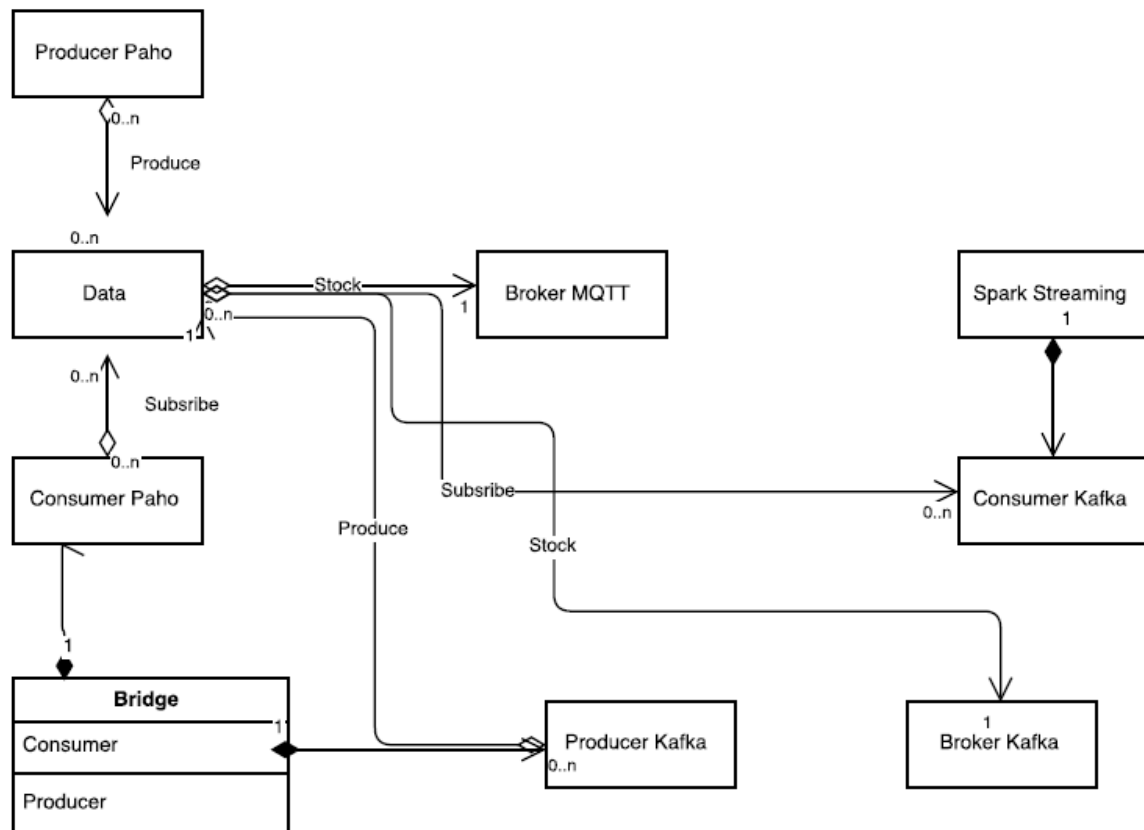 Producer Paho
0..n
Produce
0..n
Data
Stock
Broker MQTT
Spark Streaming
0..n
1
1
1
0..n
Subsribe
0..n
Consumer Paho
Subsribe
Consumer Kafka
0..n
Produce
Stock
1
Bridge
Consumer
1
Producer Kafka
0..n
1
Broker Kafka
Producer